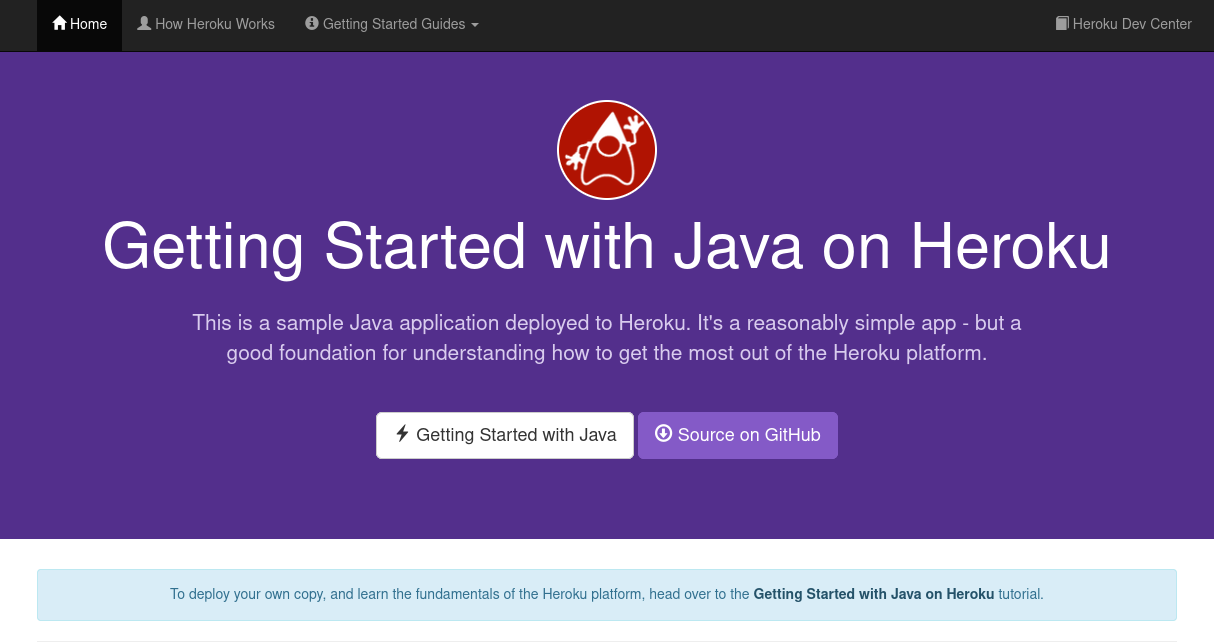 Home How Heroku Works Getting Started Guides Heroku Dev Center
Getting Started with Java on Heroku
This is a sample Java application deployed to Heroku. It's a reasonably simple app - but a
good foundation for understanding how to get the most out of the Heroku platform.
Getting Started with Java Source on GitHub
To deploy your own copy, and learn the fundamentals of the Heroku platform, head over to the Getting Started with Java on Heroku tutorial.